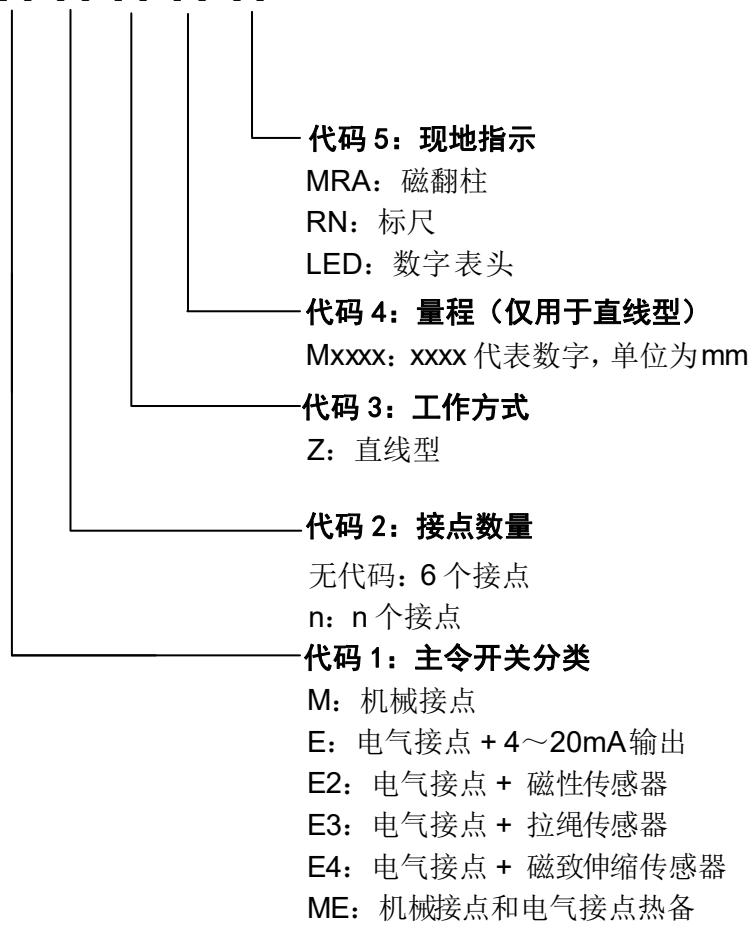 代码 5：现地指示
MRA：磁翻柱
RN：标尺
LED：数字表头
代码 4：量程（仅用于直线型）
Mxxxx：xxxx 代表数字，单位为mm
代码 3：工作方式
Z：直线型
代码 2：接点数量
无代码：6 个接点
n：n 个接点
代码 1：主令开关分类
M：机械接点
E：电气接点 + 4～20mA输出
E2：电气接点 + 磁性传感器
E3：电气接点 + 拉绳传感器
E4：电气接点 + 磁致伸缩传感器
ME：机械接点和电气接点热备